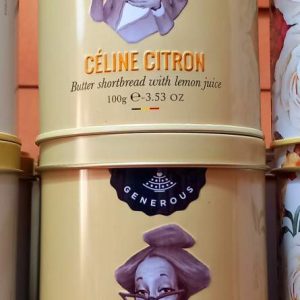 CÉLINE CITRON
Butter shortbread with lemon juice
100g ℮-3.53 OZ
GENEROUS